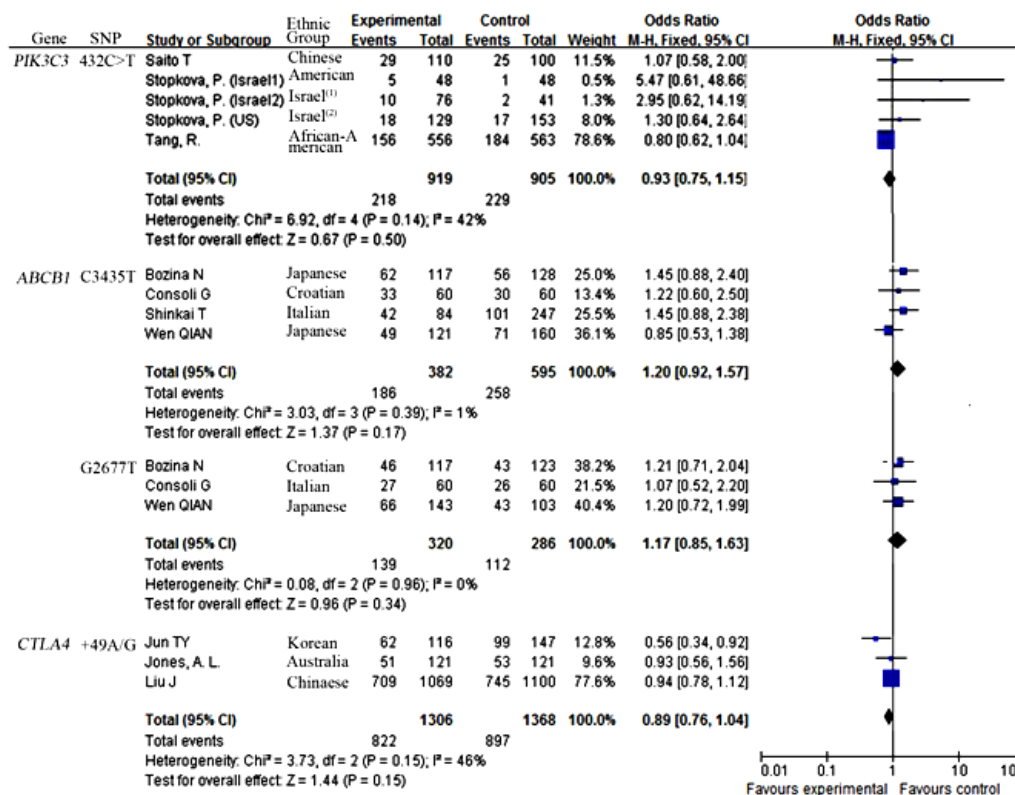 Gene SNP Study or Subgroup Ethnic Group Experimental Events Total Control Events Total Weight Odds Ratio M-H, Fixed, 95% CI Odds Ratio M-H, Fixed, 95% CI
PIK3C3 432C>T Saito T Chinese 29 110 25 100 11.5% 1.07 [0.58, 2.00]
Stopkova, P. (Israel1) American 5 48 1 48 0.5% 5.47 [0.61, 48.66]
Stopkova, P. (Israel2) Israel(1) 10 76 2 41 1.3% 2.95 [0.62, 14.19]
Stopkova, P. (US) Israel(2) 18 129 17 153 8.0% 1.30 [0.64, 2.64]
Tang, R. African-American 156 556 184 563 78.6% 0.80 [0.62, 1.04]
Total (95% CI) 919 905 100.0% 0.93 [0.75, 1.15]
Total events 218 229
Heterogeneity: Chi² = 6.92, df = 4 (P = 0.14); I² = 42%
Test for overall effect: Z = 0.67 (P = 0.50)
ABCB1 C3435T Bozina N Japanese 62 117 56 128 25.0% 1.45 [0.88, 2.40]
Consoli G Croatian 33 60 30 60 13.4% 1.22 [0.60, 2.50]
Shinkai T Italian 42 84 101 247 25.5% 1.45 [0.88, 2.38]
Wen QIAN Japanese 49 121 71 160 36.1% 0.85 [0.53, 1.38]
Total (95% CI) 382 595 100.0% 1.20 [0.92, 1.57]
Total events 186 258
Heterogeneity: Chi² = 3.03, df = 3 (P = 0.39); I² = 1%
Test for overall effect: Z = 1.37 (P = 0.17)
G2677T Bozina N Croatian 46 117 43 123 38.2% 1.21 [0.71, 2.04]
Consoli G Italian 27 60 26 60 21.5% 1.07 [0.52, 2.20]
Wen QIAN Japanese 66 143 43 103 40.4% 1.20 [0.72, 1.99]
Total (95% CI) 320 286 100.0% 1.17 [0.85, 1.63]
Total events 139 112
Heterogeneity: Chi² = 0.08, df = 2 (P = 0.96); I² = 0%
Test for overall effect: Z = 0.96 (P = 0.34)
CTLA4 +49A/G Jun TY Korean 62 116 99 147 12.8% 0.56 [0.34, 0.92]
Jones, A. L. Australia 51 121 53 121 9.6% 0.93 [0.56, 1.56]
Liu J Chinaese 709 1069 745 1100 77.6% 0.94 [0.78, 1.12]
Total (95% CI) 1306 1368 100.0% 0.89 [0.76, 1.04]
Total events 822 897
Heterogeneity: Chi² = 3.73, df = 2 (P = 0.15); I² = 46%
Test for overall effect: Z = 1.44 (P = 0.15)
0.01 0.1 1 10 100
Favours experimental Favours control